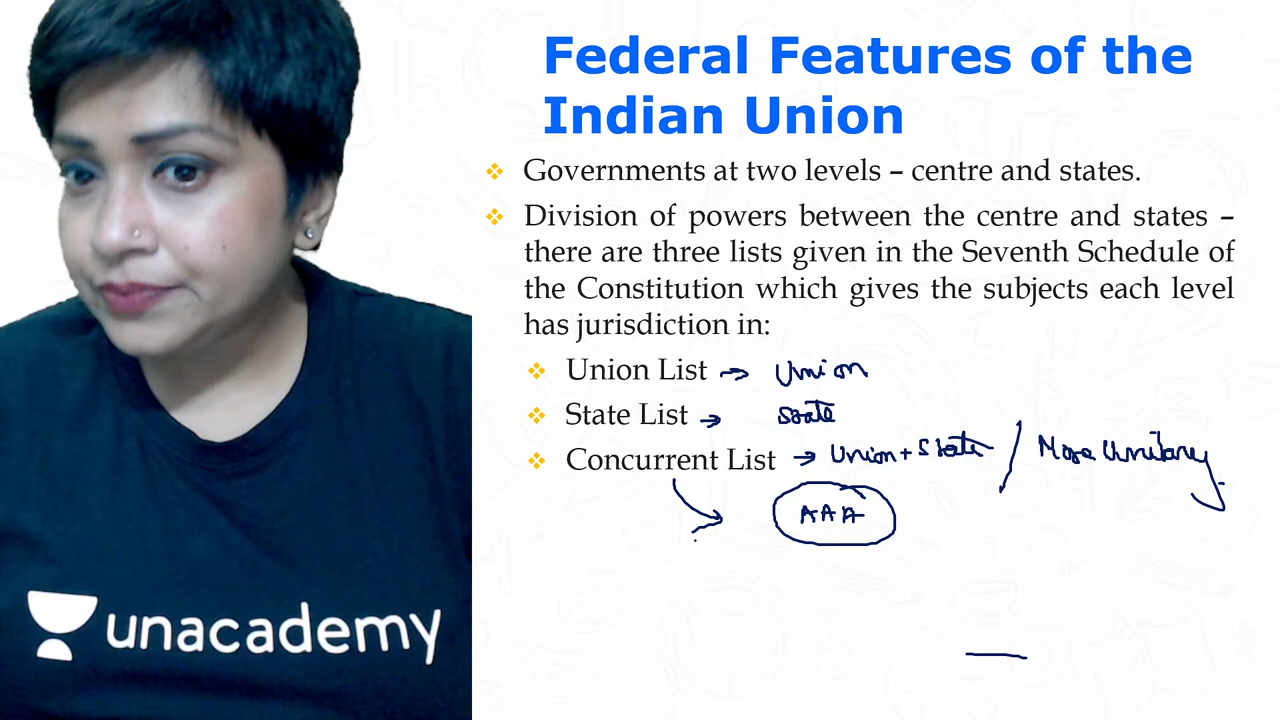 Federal Features of the
Indian Union
Governments at two levels – centre and states.
Division of powers between the centre and states –
there are three lists given in the Seventh Schedule of
the Constitution which gives the subjects each level
has jurisdiction in:
Union List → Union
State List → State
Concurrent List → Union + State / More Unitary
AAA
unacademy